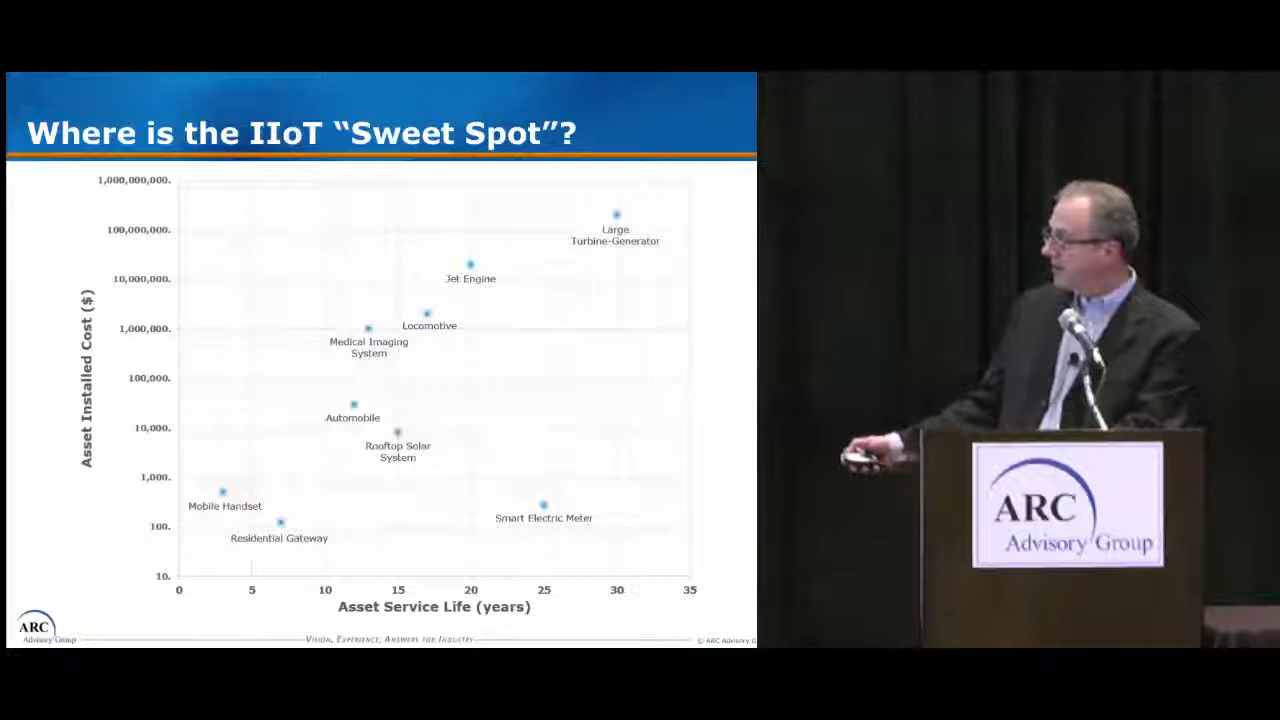 Where is the IIoT “Sweet Spot”?
1,000,000,000.
100,000,000.
10,000,000.
1,000,000.
100,000.
10,000.
1,000.
100.
10.
Asset Installed Cost ($)
Large
Turbine-Generator
Jet Engine
Locomotive
Medical Imaging
System
Automobile
Rooftop Solar
System
Mobile Handset
Smart Electric Meter
Residential Gateway
0 5 10 15 20 25 30 35
Asset Service Life (years)
ARC
Advisory Group
Vision, Experience, Answers for Industry
© ARC Advisory G
ARC
Advisory Group